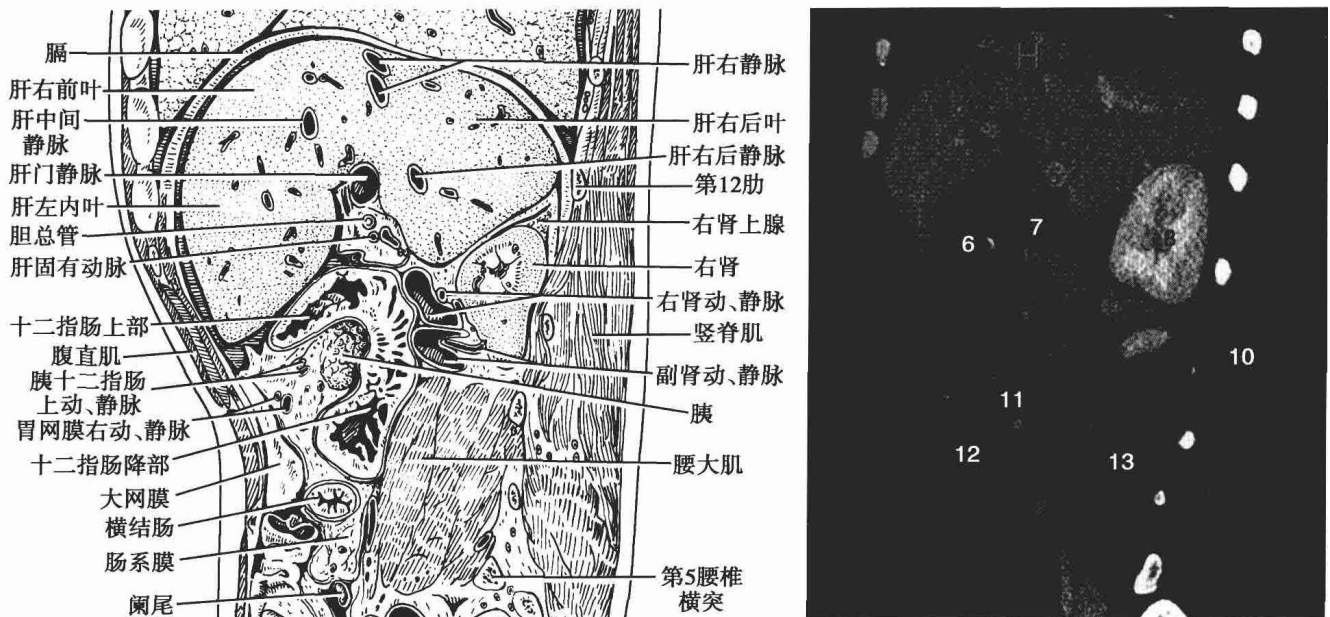 膈
肝右前叶
肝中间
静脉
肝门静脉
肝左内叶
胆总管
肝固有动脉
十二指肠上部
腹直肌
胰十二指肠
上动、静脉
胃网膜右动、静脉
十二指肠降部
大网膜
横结肠
肠系膜
阑尾
肝右静脉
肝右后叶
肝右后静脉
第12肋
右肾上腺
右肾
右肾动、静脉
竖脊肌
副肾动、静脉
胰
腰大肌
第5腰椎
横突
H
6
7
10
11
12
13